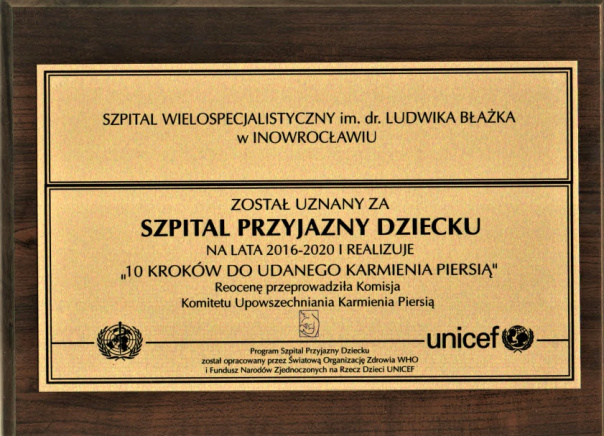 SZPITAL WIELOSPECJALISTYCZNY im. dr. LUDWIKA BŁAŻKA
w INOWROCŁAWIU
ZOSTAŁ UZNANY ZA
SZPITAL PRZYJAZNY DZIECKU
NA LATA 2016-2020 I REALIZUJE
„10 KROKÓW DO UDANEGO KARMIENIA PIERSIĄ"
Reocenę przeprowadziła Komisja
Komitetu Upowszechniania Karmienia Piersią
unicef
Program Szpital Przyjazny Dziecku
został opracowany przez Światową Organizację Zdrowia WHO
i Fundusz Narodów Zjednoczonych na Rzecz Dzieci UNICEF